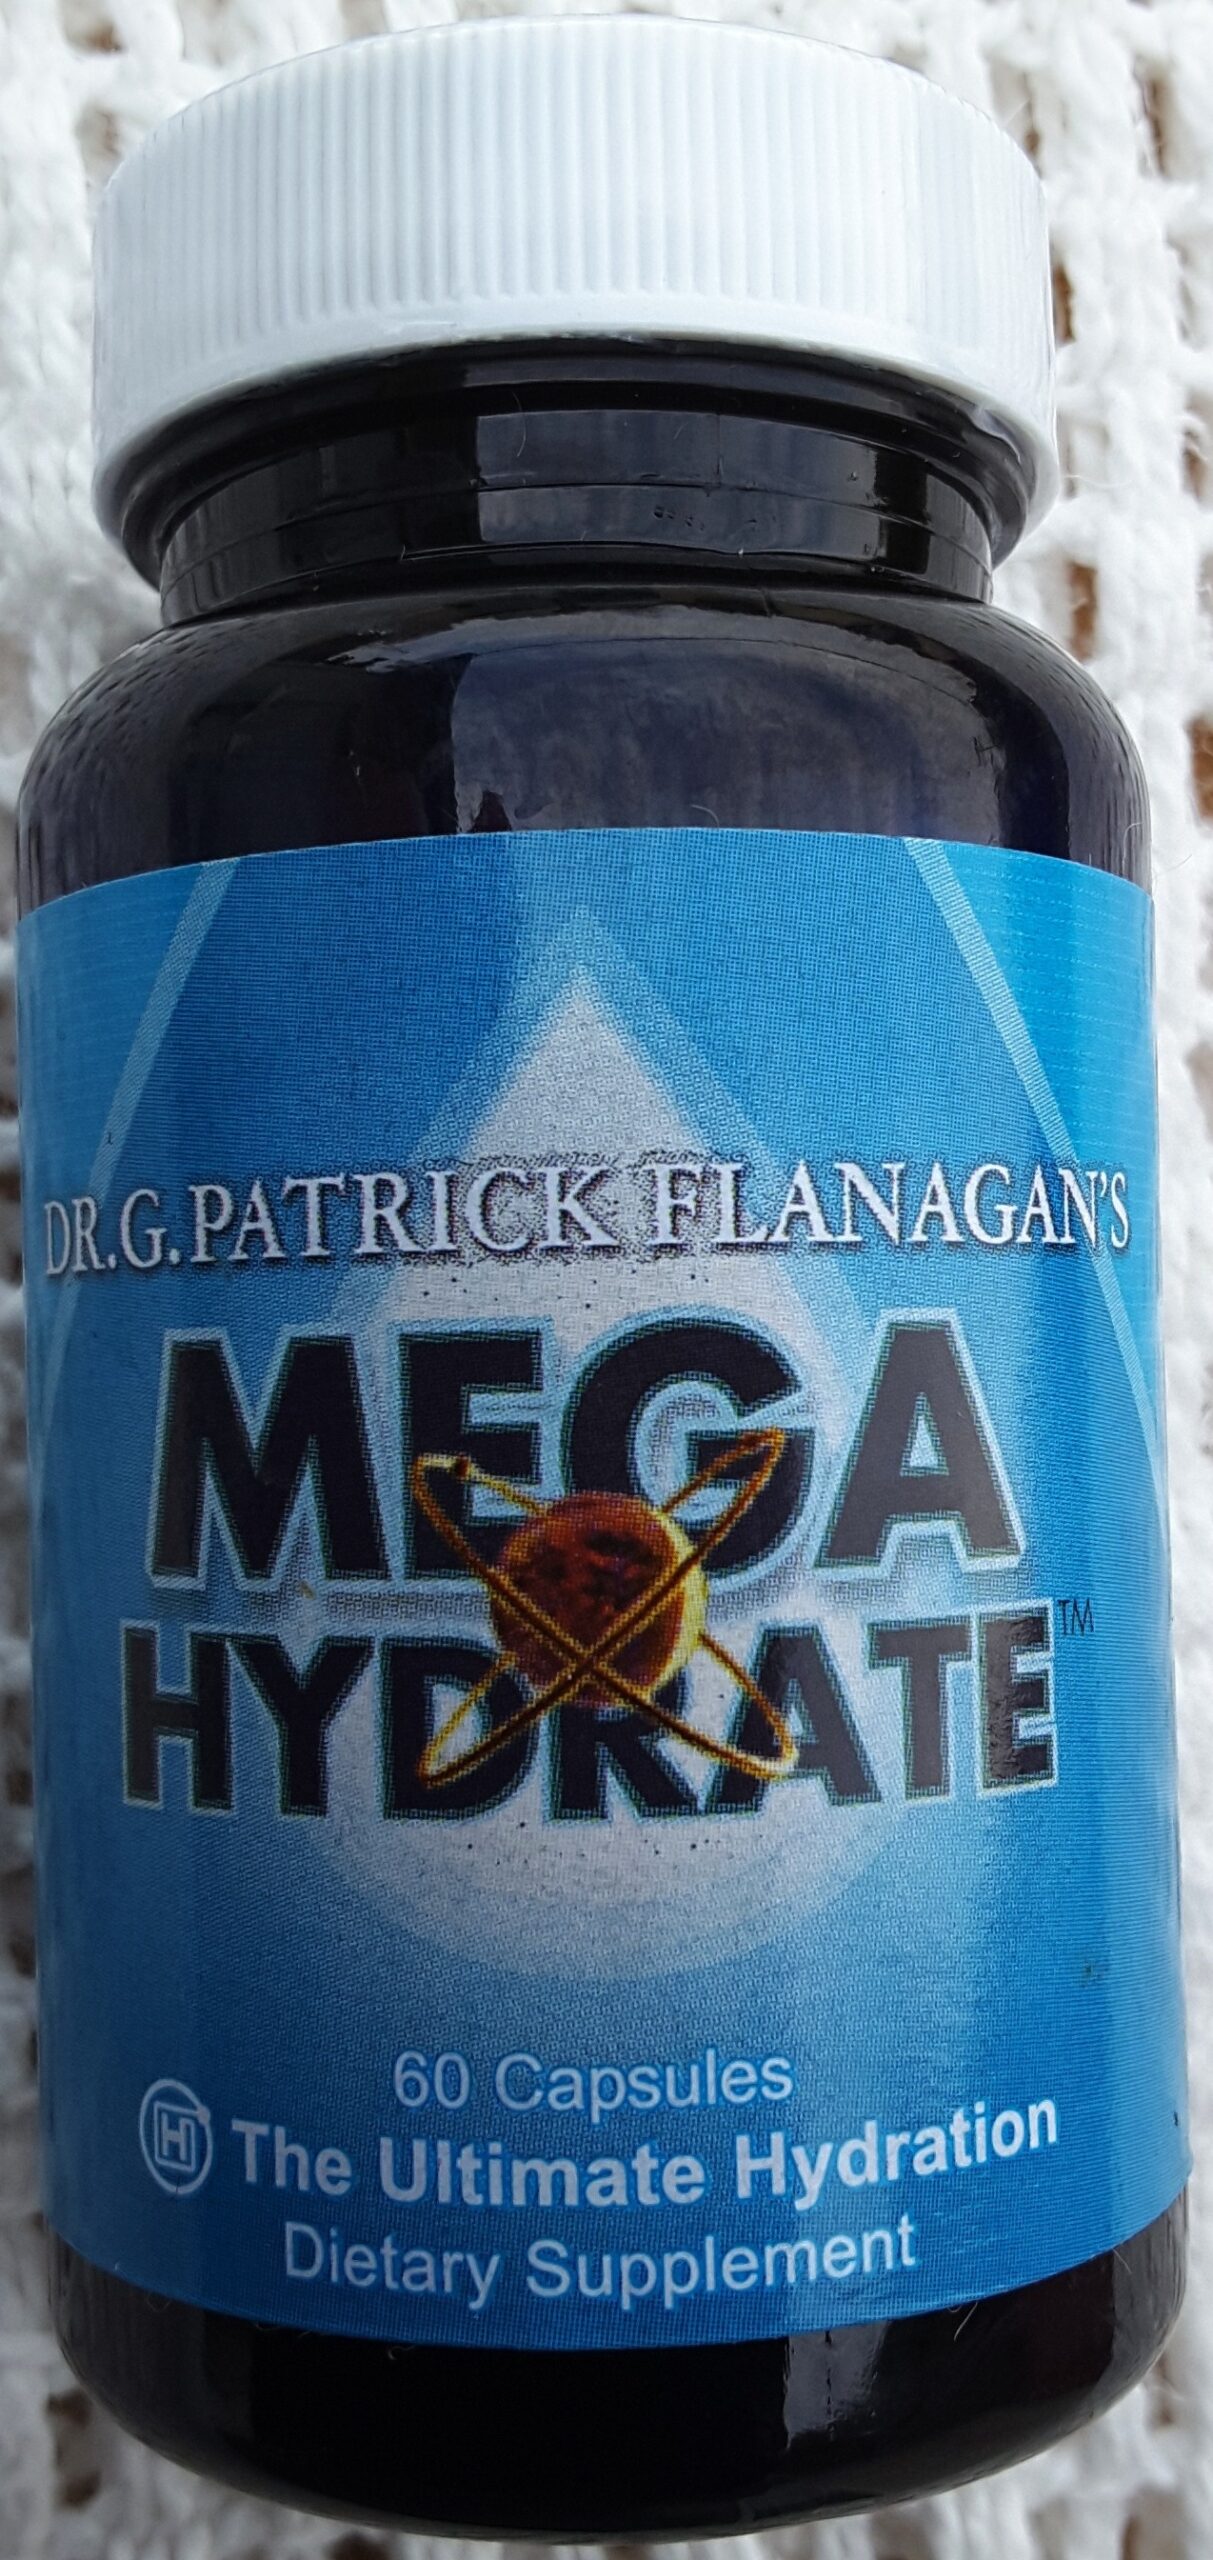 DR. G. PATRICK FLANAGAN'S
MEGA
HYDRATE™
60 Capsules
H The Ultimate Hydration
Dietary Supplement